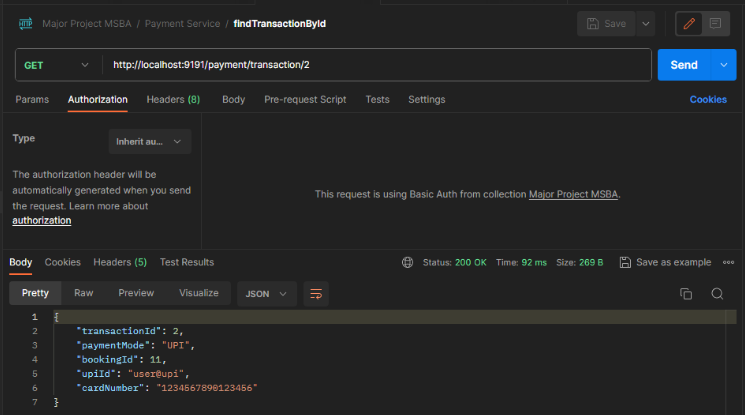 HTTP Major Project MSBA / Payment Service / findTransactionById Save
GET http://localhost:9191/payment/transaction/2 Send
Params Authorization Headers (8) Body Pre-request Script Tests Settings Cookies
Type Inherit au...
The authorization header will be
automatically generated when you send
the request. Learn more about
authorization
This request is using Basic Auth from collection Major Project MSBA.
Body Cookies Headers (5) Test Results Status: 200 OK Time: 92 ms Size: 269 B Save as example
Pretty Raw Preview Visualize JSON
1 {
2 "transactionId": 2,
3 "paymentMode": "UPI",
4 "bookingId": 11,
5 "upiId": "user@upi",
6 "cardNumber": "1234567890123456"
7 }